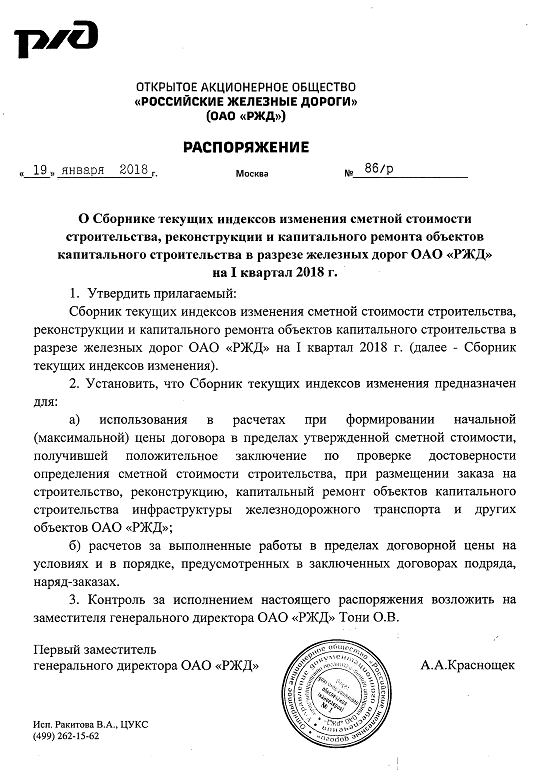 РЖД
ОТКРЫТОЕ АКЦИОНЕРНОЕ ОБЩЕСТВО
«РОССИЙСКИЕ ЖЕЛЕЗНЫЕ ДОРОГИ»
(ОАО «РЖД»)
РАСПОРЯЖЕНИЕ
« 19 » января 2018 г. Москва № 86/р
О Сборнике текущих индексов изменения сметной стоимости
строительства, реконструкции и капитального ремонта объектов
капитального строительства в разрезе железных дорог ОАО «РЖД»
на I квартал 2018 г.
1. Утвердить прилагаемый:
Сборник текущих индексов изменения сметной стоимости строительства,
реконструкции и капитального ремонта объектов капитального строительства в
разрезе железных дорог ОАО «РЖД» на I квартал 2018 г. (далее - Сборник
текущих индексов изменения).
2. Установить, что Сборник текущих индексов изменения предназначен
для:
а) использования в расчетах при формировании начальной
(максимальной) цены договора в пределах утвержденной сметной стоимости,
получившей положительное заключение по проверке достоверности
определения сметной стоимости строительства, при размещении заказа на
строительство, реконструкцию, капитальный ремонт объектов капитального
строительства инфраструктуры железнодорожного транспорта и других
объектов ОАО «РЖД»;
б) расчетов за выполненные работы в пределах договорной цены на
условиях и в порядке, предусмотренных в заключенных договорах подряда,
наряд-заказах.
3. Контроль за исполнением настоящего распоряжения возложить на
заместителя генерального директора ОАО «РЖД» Тони О.В.
Первый заместитель
генерального директора ОАО «РЖД» А.А.Краснощек
Открытое акционерное общество «Российские железные дороги»
Исп. Ракитова В.А., ЦУКС
(499) 262-15-62